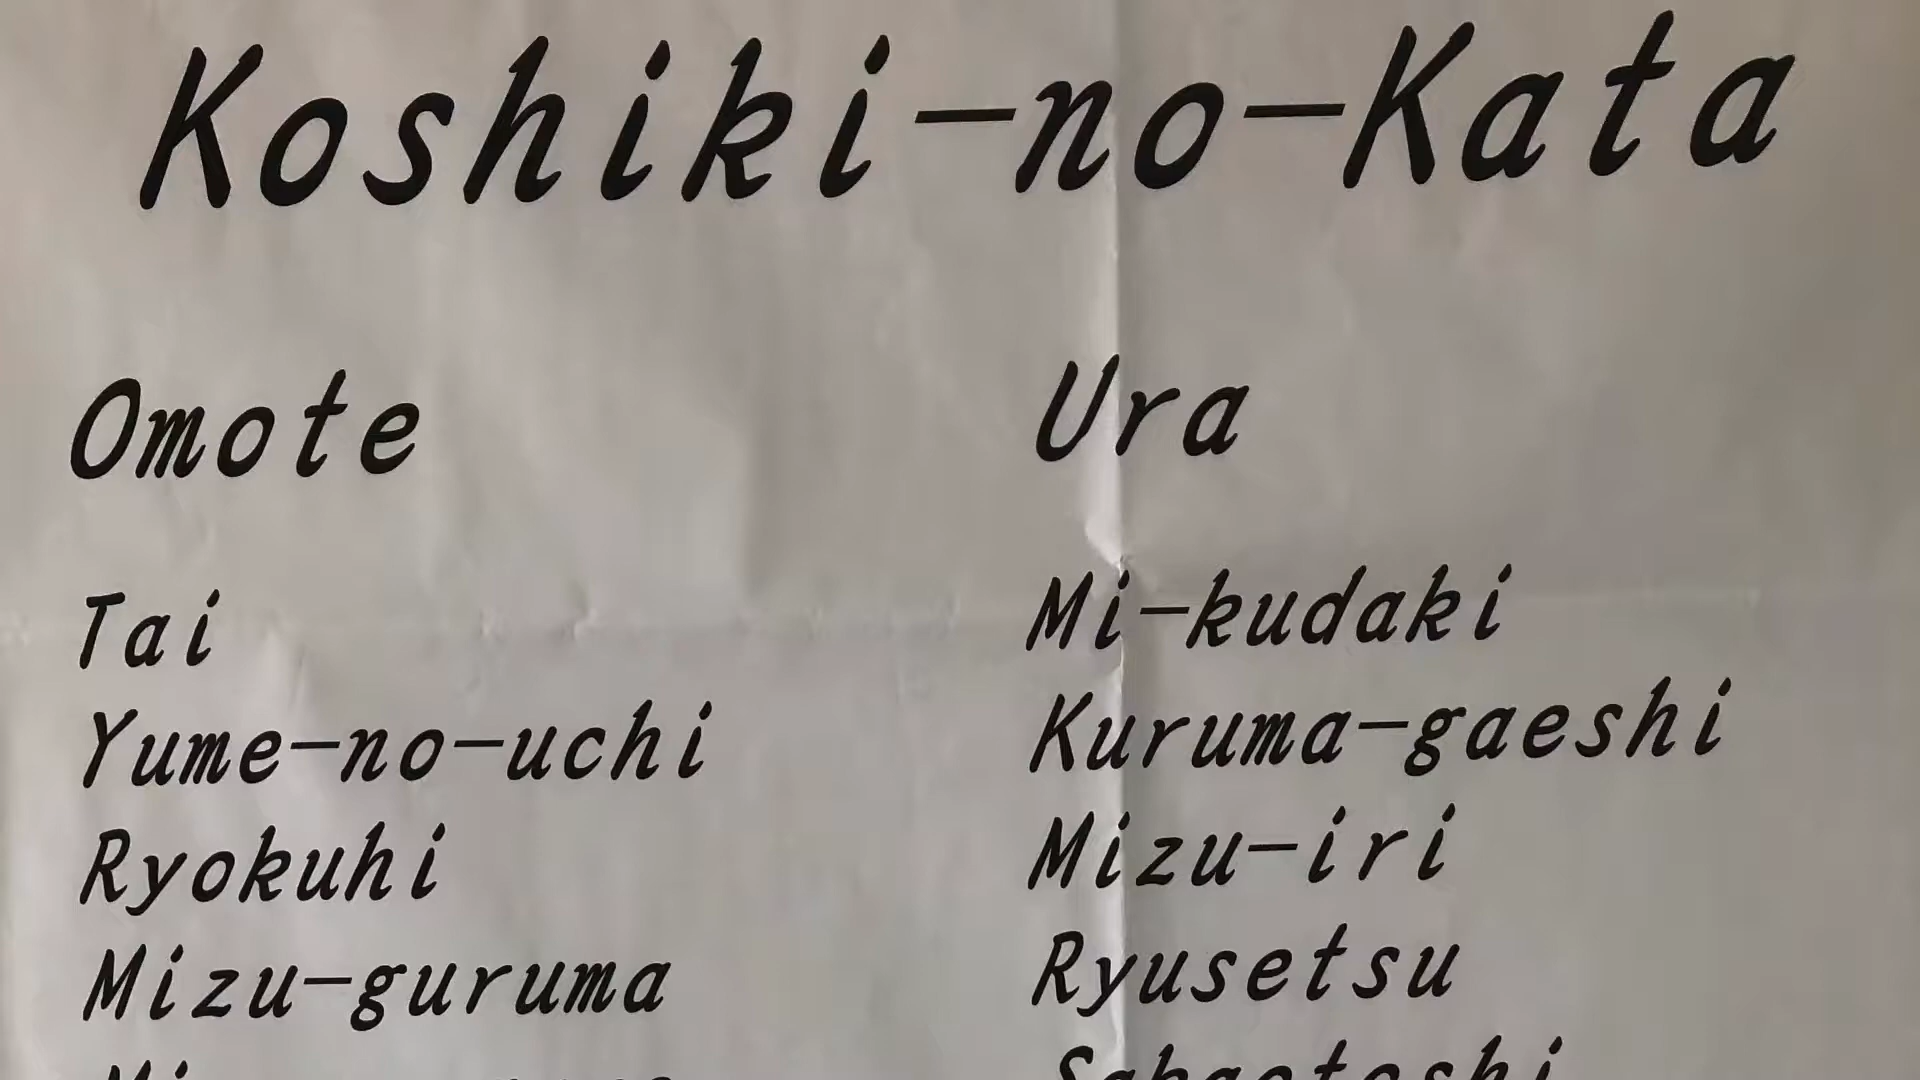 Koshiki-no-Kata
Omote
Ura
Tai
Mi-kudaki
Yume-no-uchi
Kuruma-gaeshi
Ryokuhi
Mizu-iri
Mizu-guruma
Ryusetsu